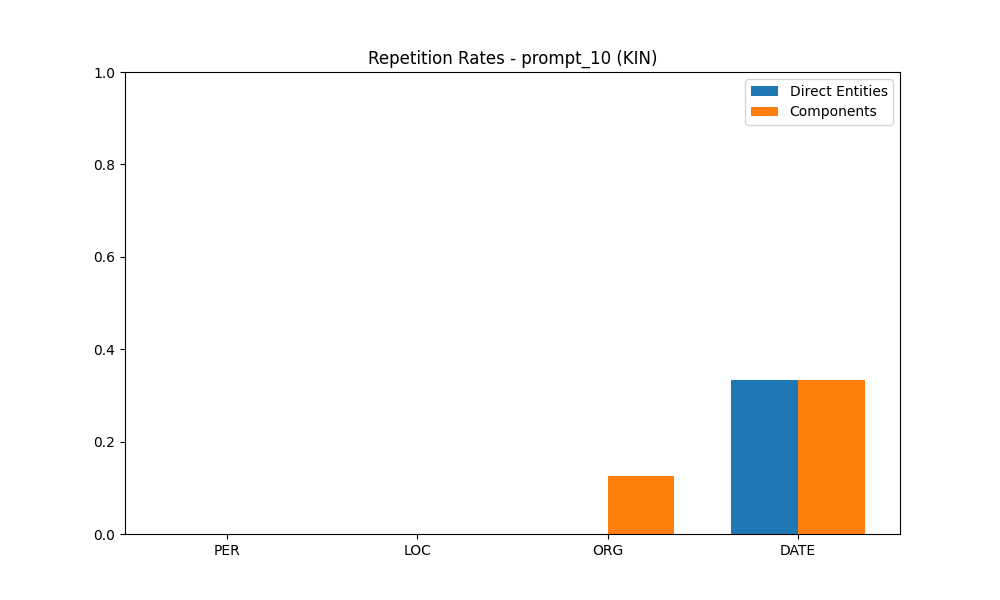 Repetition Rates - prompt_10 (KIN)
Direct Entities
Components
1.0
0.8
0.6
0.4
0.2
0.0
PER LOC ORG DATE